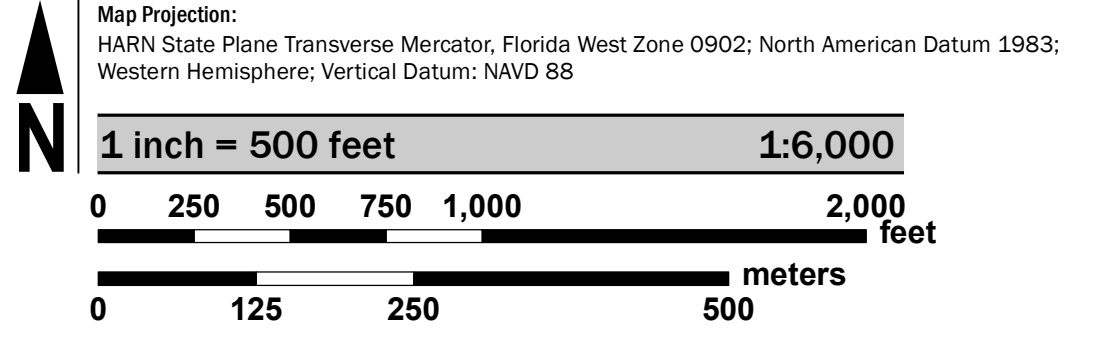 Map Projection:
HARN State Plane Transverse Mercator, Florida West Zone 0902; North American Datum 1983;
Western Hemisphere; Vertical Datum: NAVD 88
N
1 inch = 500 feet 1:6,000
0 250 500 750 1,000 2,000
feet
meters
0 125 250 500